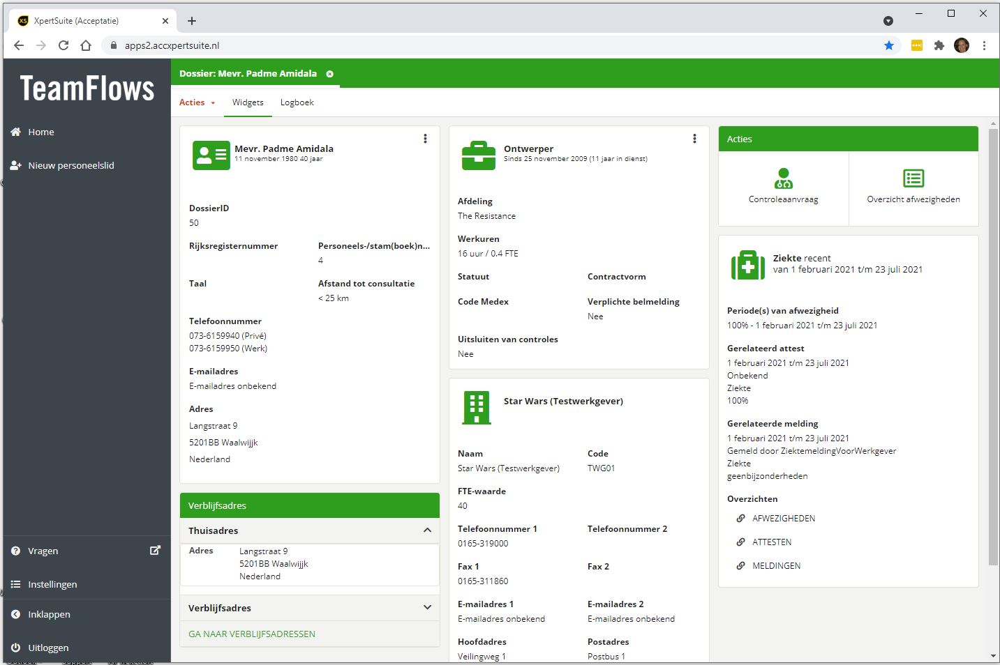 XpertSuite (Acceptatie)
apps2.accxpertsuite.nl
TeamFlows
Home
Nieuw personeelslid
Vragen
Instellingen
Inklappen
Uitloggen
Dossier: Mevr. Padme Amidala
Acties
Widgets
Logboek
Mevr. Padme Amidala
11 november 1980 40 jaar
DossierID
50
Rijksregisternummer
Personeels-/stam(boek)n...
4
Taal
Afstand tot consultatie
< 25 km
Telefoonnummer
073-6159940 (Privé)
073-6159950 (Werk)
E-mailadres
E-mailadres onbekend
Adres
Langstraat 9
5201BB Waalwijjk
Nederland
Verblijfsadres
Thuisadres
Adres
Langstraat 9
5201BB Waalwijjk
Nederland
Verblijfsadres
GA NAAR VERBLIJFSADRESSEN
Ontwerper
Sinds 25 november 2009 (11 jaar in dienst)
Afdeling
The Resistance
Werkuren
16 uur / 0.4 FTE
Statuut
Contractvorm
Code Medex
Verplichte belmelding
Nee
Uitsluiten van controles
Nee
Star Wars (Testwerkgever)
Naam
Star Wars (Testwerkgever)
Code
TWG01
FTE-waarde
40
Telefoonnummer 1
0165-319000
Telefoonnummer 2
Fax 1
0165-311860
Fax 2
E-mailadres 1
E-mailadres onbekend
E-mailadres 2
E-mailadres onbekend
Hoofdadres
Veilingweg 1
Postadres
Postbus 1
Acties
Controleaanvraag
Overzicht afwezigheden
Ziekte recent
van 1 februari 2021 t/m 23 juli 2021
Periode(s) van afwezigheid
100% - 1 februari 2021 t/m 23 juli 2021
Gerelateerd attest
1 februari 2021 t/m 23 juli 2021
Onbekend
Ziekte
100%
Gerelateerde melding
1 februari 2021 t/m 23 juli 2021
Gemeld door ZiektemeldingVoorWerkgever
Ziekte
geenbijzonderheden
Overzichten
AFWEZIGHEDEN
ATTESTEN
MELDINGEN